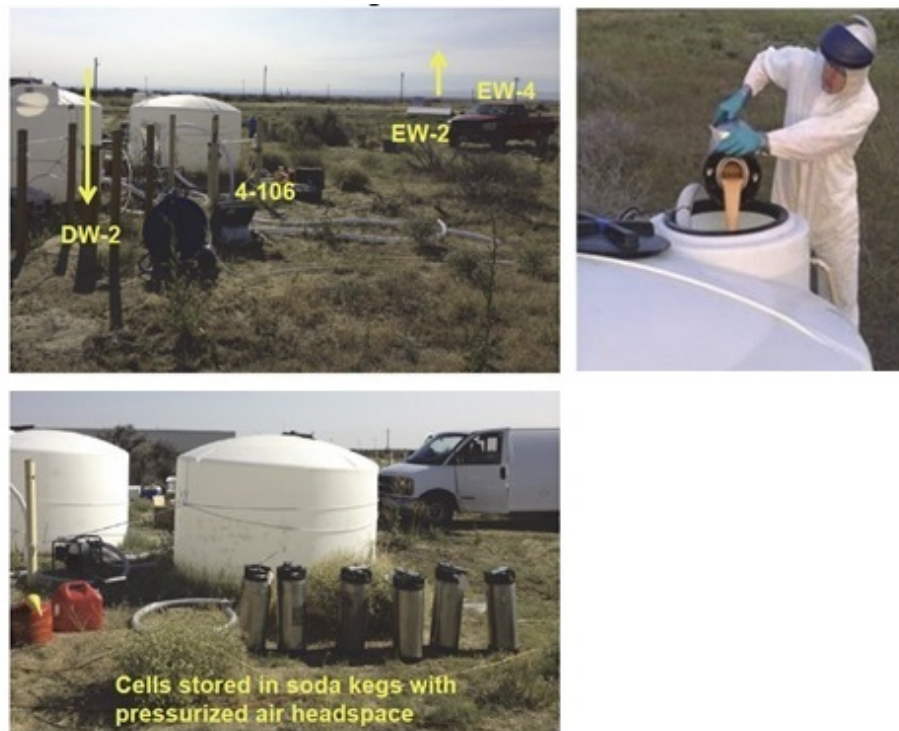 EW-4
EW-2
4-106
DW-2
Cells stored in soda kegs with
pressurized air headspace